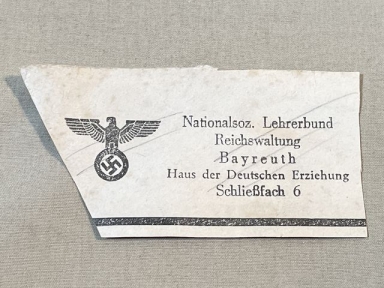 Nationalsoz. Lehrerbund
Reichswaltung
Bayreuth
Haus der Deutschen Erziehung
Schließfach 6